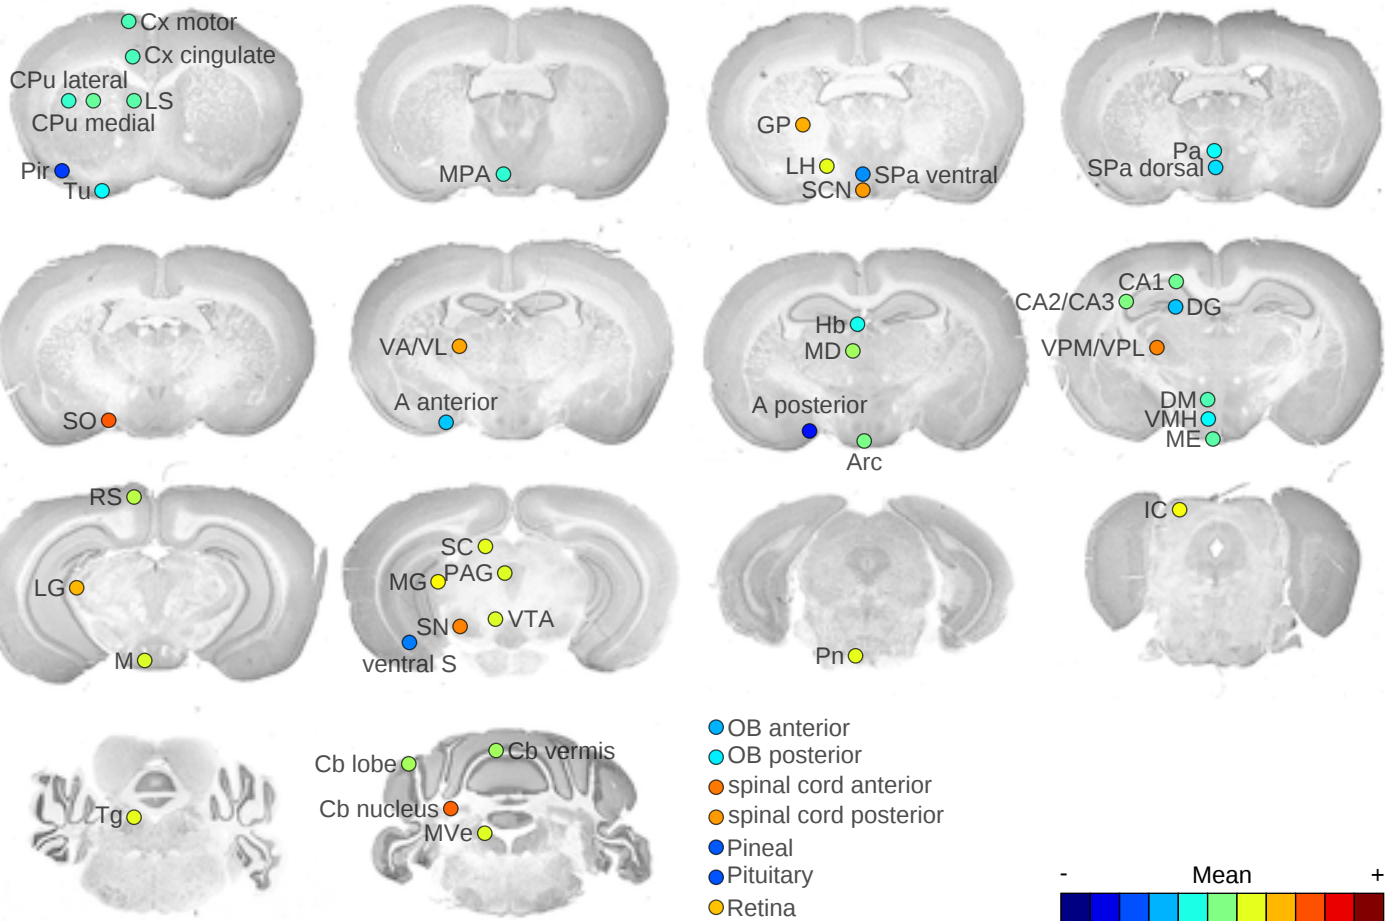 Cx motor
Cx cingulate
CPu lateral
LS
CPu medial
Pir
Tu
MPA
GP
LH
SPa ventral
SCN
Pa
SPa dorsal
SO
VA/VL
A anterior
Hb
MD
A posterior
Arc
CA1
CA2/CA3
DG
VPM/VPL
DM
VMH
ME
RS
LG
M
SC
MG
PAG
SN
VTA
ventral S
Pn
IC
Tg
Cb lobe
Cb vermis
Cb nucleus
MVe
OB anterior
OB posterior
spinal cord anterior
spinal cord posterior
Pineal
Pituitary
Retina
- Mean +